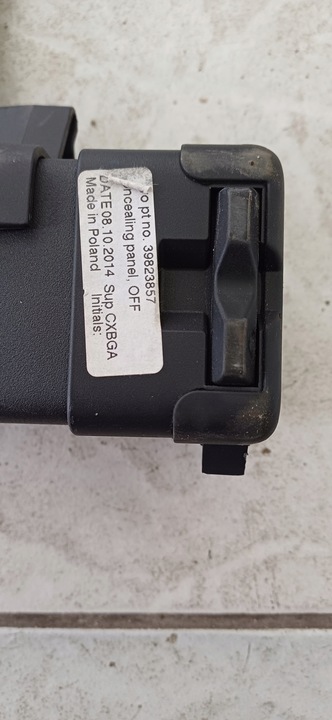 o pt no. 39823857
ncealing panel, OFF
DATE 08.10.2014 Sup CXBGA
Made in Poland Initials: